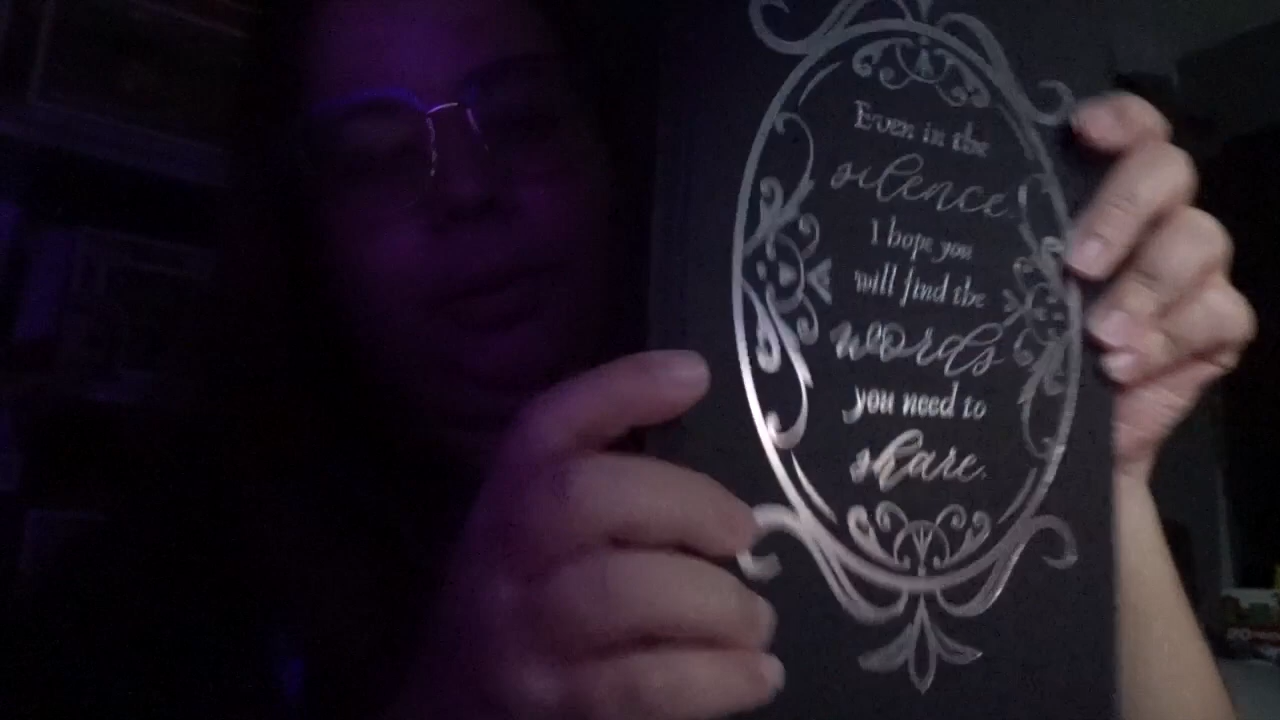 Even in the
silence
I hope you
will find the
words
you need to
share.